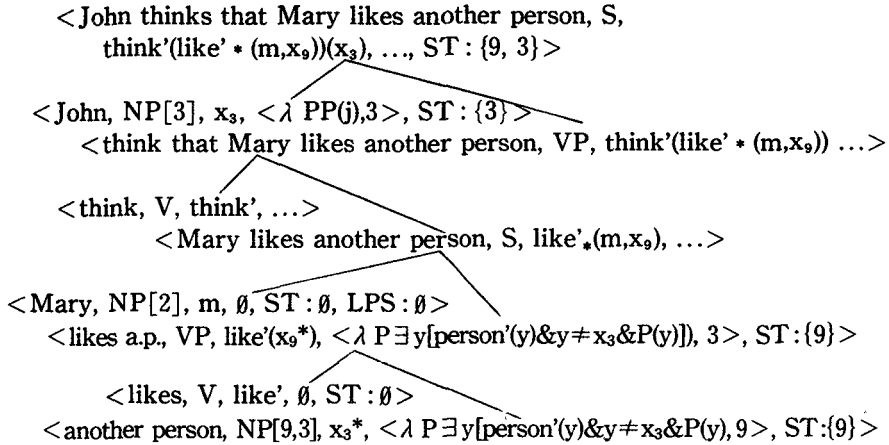 <John thinks that Mary likes another person, S,
think'(like' * (m,x₉))(x₃), ..., ST : {9, 3}>
<John, NP[3], x₃, <λ PP(j),3>, ST : {3}>
<think that Mary likes another person, VP, think'(like' * (m,x₉)) ...>
<think, V, think', ...>
<Mary likes another person, S, like'*(m,x₉), ...>
<Mary, NP[2], m, ∅, ST : ∅, LPS : ∅>
<likes a.p., VP, like'(x₉*), <λ P∃y[person'(y)&y≠x₃&P(y)]), 3>, ST :{9}>
<likes, V, like', ∅, ST : ∅>
<another person, NP[9,3], x₃*, <λ P∃y[person'(y)&y≠x₃&P(y), 9>, ST:{9}>